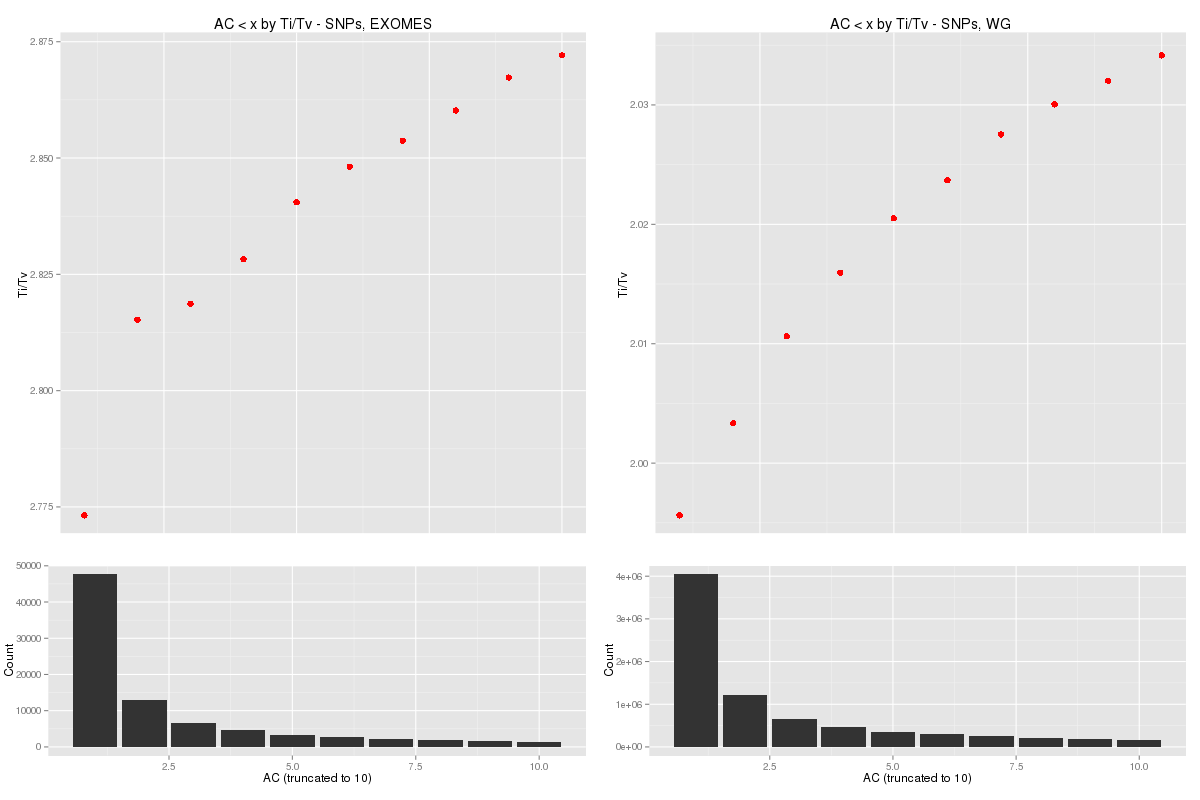 AC < x by Ti/Tv - SNPs, EXOMES
2.875
2.850
2.825
2.800
2.775
Ti/Tv
50000
40000
30000
20000
10000
0
Count
2.5 5.0 7.5 10.0
AC (truncated to 10)
AC < x by Ti/Tv - SNPs, WG
2.03
2.02
2.01
2.00
Ti/Tv
4e+06
3e+06
2e+06
1e+06
0e+00
Count
2.5 5.0 7.5 10.0
AC (truncated to 10)